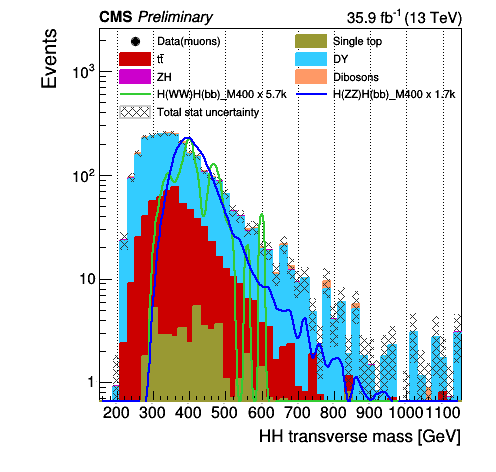 CMS Preliminary 35.9 fb⁻¹ (13 TeV)
Events
Data(muons) Single top
tt̄ DY
ZH Dibosons
H(WW)H(bb)_M400 x 5.7k H(ZZ)H(bb)_M400 x 1.7k
Total stat uncertainty
10³
10²
10
1
200 300 400 500 600 700 800 900 1000 1100
HH transverse mass [GeV]